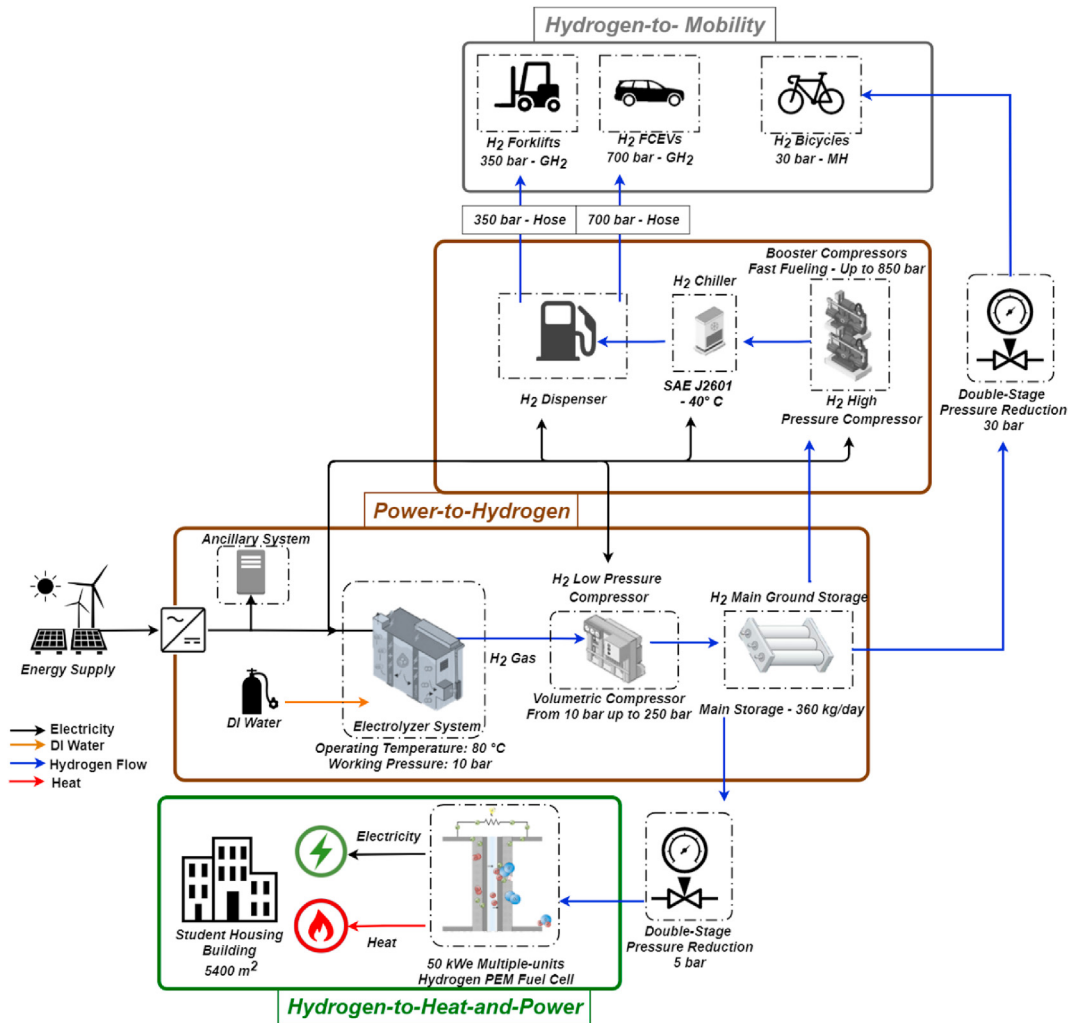 Hydrogen-to- Mobility
H2 Forklifts
350 bar - GH2
H2 FCEVs
700 bar - GH2
H2 Bicycles
30 bar - MH
350 bar - Hose
700 bar - Hose
Booster Compressors
Fast Fueling - Up to 850 bar
H2 Chiller
SAE J2601
- 40° C
H2 Dispenser
H2 High
Pressure Compressor
Double-Stage
Pressure Reduction
30 bar
Power-to-Hydrogen
Ancillary System
H2 Low Pressure
Compressor
H2 Main Ground Storage
Energy Supply
H2 Gas
DI Water
Electrolyzer System
Operating Temperature: 80 °C
Working Pressure: 10 bar
Volumetric Compressor
From 10 bar up to 250 bar
Main Storage - 360 kg/day
Electricity
DI Water
Hydrogen Flow
Heat
Electricity
Heat
Student Housing
Building
5400 m2
50 kWe Multiple-units
Hydrogen PEM Fuel Cell
Double-Stage
Pressure Reduction
5 bar
Hydrogen-to-Heat-and-Power